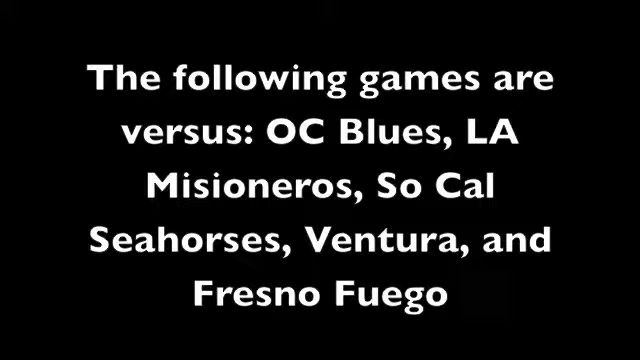 The following games are
versus: OC Blues, LA
Misioneros, So Cal
Seahorses, Ventura, and
Fresno Fuego